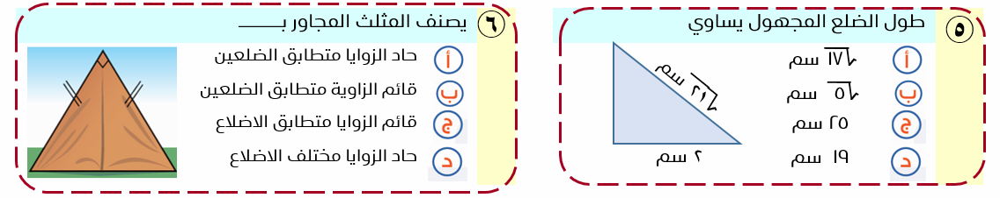 ٥
طول الضلع المجهول يساوي
أ √١٧ سم
ب √٥ سم
ج ٢٥ سم
د ١٩ سم
√٢١ سم
٢ سم
٦
يصنف المثلث المجاور بـ______
أ حاد الزوايا متطابق الضلعين
ب قائم الزاوية متطابق الضلعين
ج قائم الزوايا متطابق الاضلاع
د حاد الزوايا مختلف الاضلاع